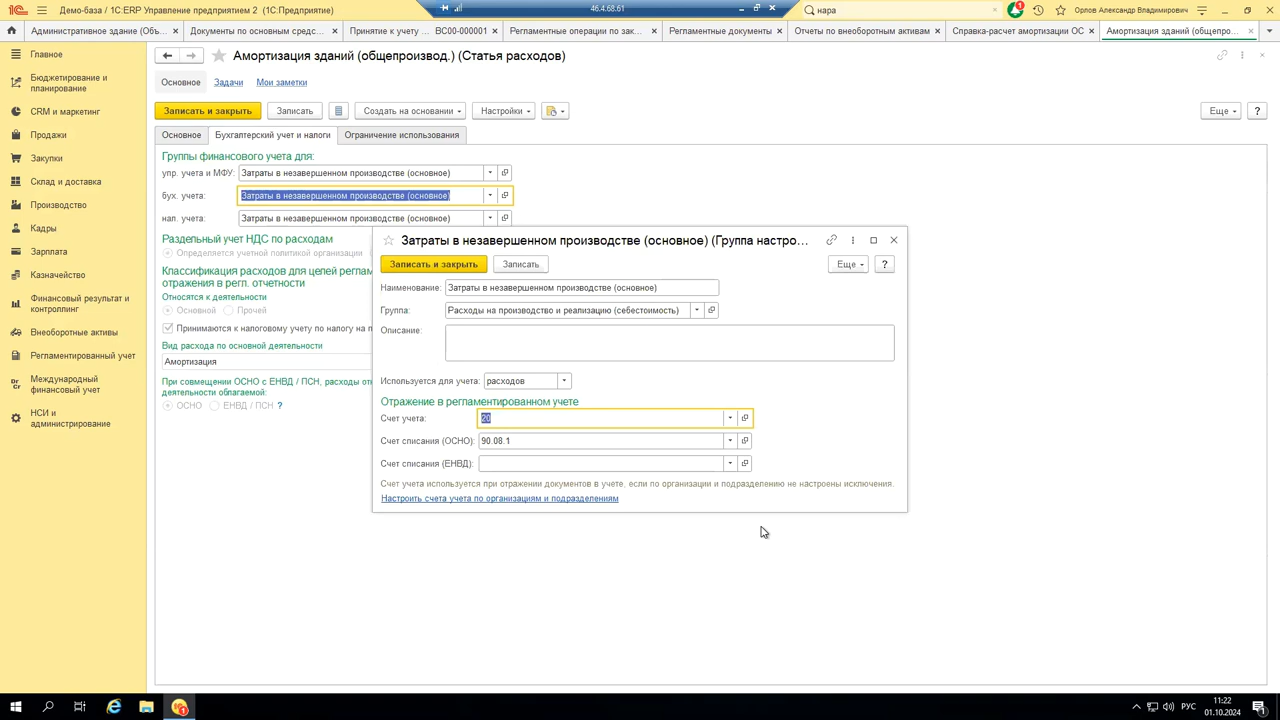 Демо-база / 1С:ERP Управление предприятием 2 (1С:Предприятие)
46.4.68.61
нара
1
Орлов Александр Владимирович
Административное здание (Объ...
Документы по основным средс...
Принятие к учету ... ВС00-000001
Регламентные операции по зак...
Регламентные документы
Отчеты по внеоборотным активам
Справка-расчет амортизации ОС
Амортизация зданий (общепро...
Главное
Бюджетирование и
планирование
CRM и маркетинг
Продажи
Закупки
Склад и доставка
Производство
Кадры
Зарплата
Казначейство
Финансовый результат и
контроллинг
Внеоборотные активы
Регламентированный учет
Международный
финансовый учет
НСИ и
администрирование
Амортизация зданий (общепроизвод.) (Статья расходов)
Основное Задачи Мои заметки
Записать и закрыть Записать Создать на основании Настройки Еще ?
Основное Бухгалтерский учет и налоги Ограничение использования
Группы финансового учета для:
упр. учета и МФУ: Затраты в незавершенном производстве (основное)
бух. учета: Затраты в незавершенном производстве (основное)
нал. учета: Затраты в незавершенном производстве (основное)
Раздельный учет НДС по расходам
Определяется учетной политикой организации
Классификация расходов для целей реглам
отражения в регл. отчетности
Относятся к деятельности
Основной Прочей
Принимаются к налоговому учету по налогу на п
Вид расхода по основной деятельности
Амортизация
При совмещении ОСНО с ЕНВД / ПСН, расходы отн
деятельности облагаемой:
ОСНО ЕНВД / ПСН ?
Затраты в незавершенном производстве (основное) (Группа настро...
Записать и закрыть Записать Еще ?
Наименование: Затраты в незавершенном производстве (основное)
Группа: Расходы на производство и реализацию (себестоимость)
Описание:
Используется для учета: расходов
Отражение в регламентированном учете
Счет учета: 20
Счет списания (ОСНО): 90.08.1
Счет списания (ЕНВД):
Счет учета используется при отражении документов в учете, если по организации и подразделению не настроены исключения.
Настроить счета учета по организациям и подразделениям
РУС
11:22
01.10.2024
1